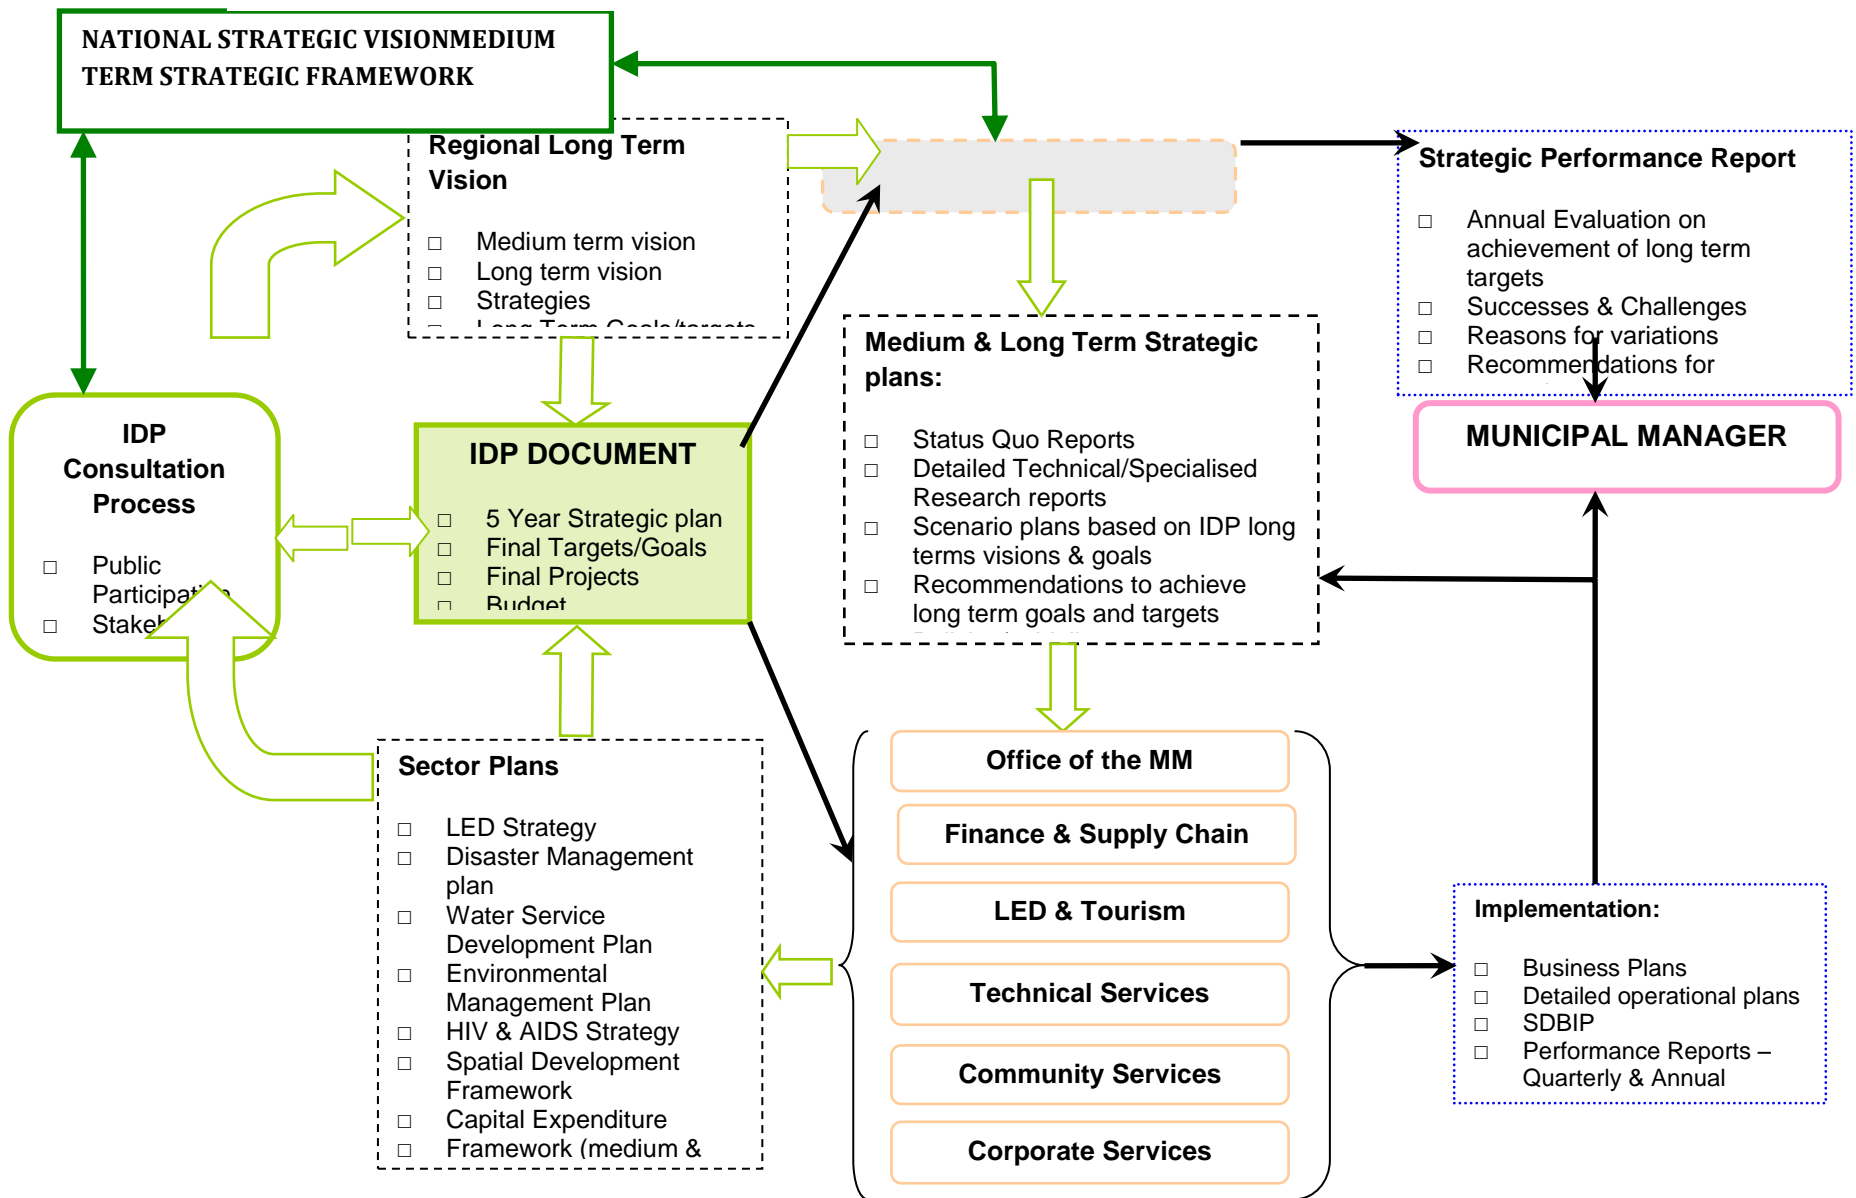 NATIONAL STRATEGIC VISIONMEDIUM
TERM STRATEGIC FRAMEWORK
Regional Long Term
Vision
□ Medium term vision
□ Long term vision
□ Strategies
□ Long Term Goals/targets
Strategic Performance Report
□ Annual Evaluation on
achievement of long term
targets
□ Successes & Challenges
□ Reasons for variations
□ Recommendations for
MUNICIPAL MANAGER
IDP
Consultation
Process
□ Public
Participation
□
IDP DOCUMENT
□ 5 Year Strategic plan
□ Final Targets/Goals
□ Final Projects
□ Budget
Medium & Long Term Strategic
plans:
□ Status Quo Reports
□ Detailed Technical/Specialised
Research reports
□ Scenario plans based on IDP long
terms visions & goals
□ Recommendations to achieve
long term goals and targets
Sector Plans
□ LED Strategy
□ Disaster Management
plan
□ Water Service
Development Plan
□ Environmental
Management Plan
□ HIV & AIDS Strategy
□ Spatial Development
Framework
□ Capital Expenditure
□ Framework (medium &
Office of the MM
Finance & Supply Chain
LED & Tourism
Technical Services
Community Services
Corporate Services
Implementation:
□ Business Plans
□ Detailed operational plans
□ SDBIP
□ Performance Reports –
Quarterly & Annual